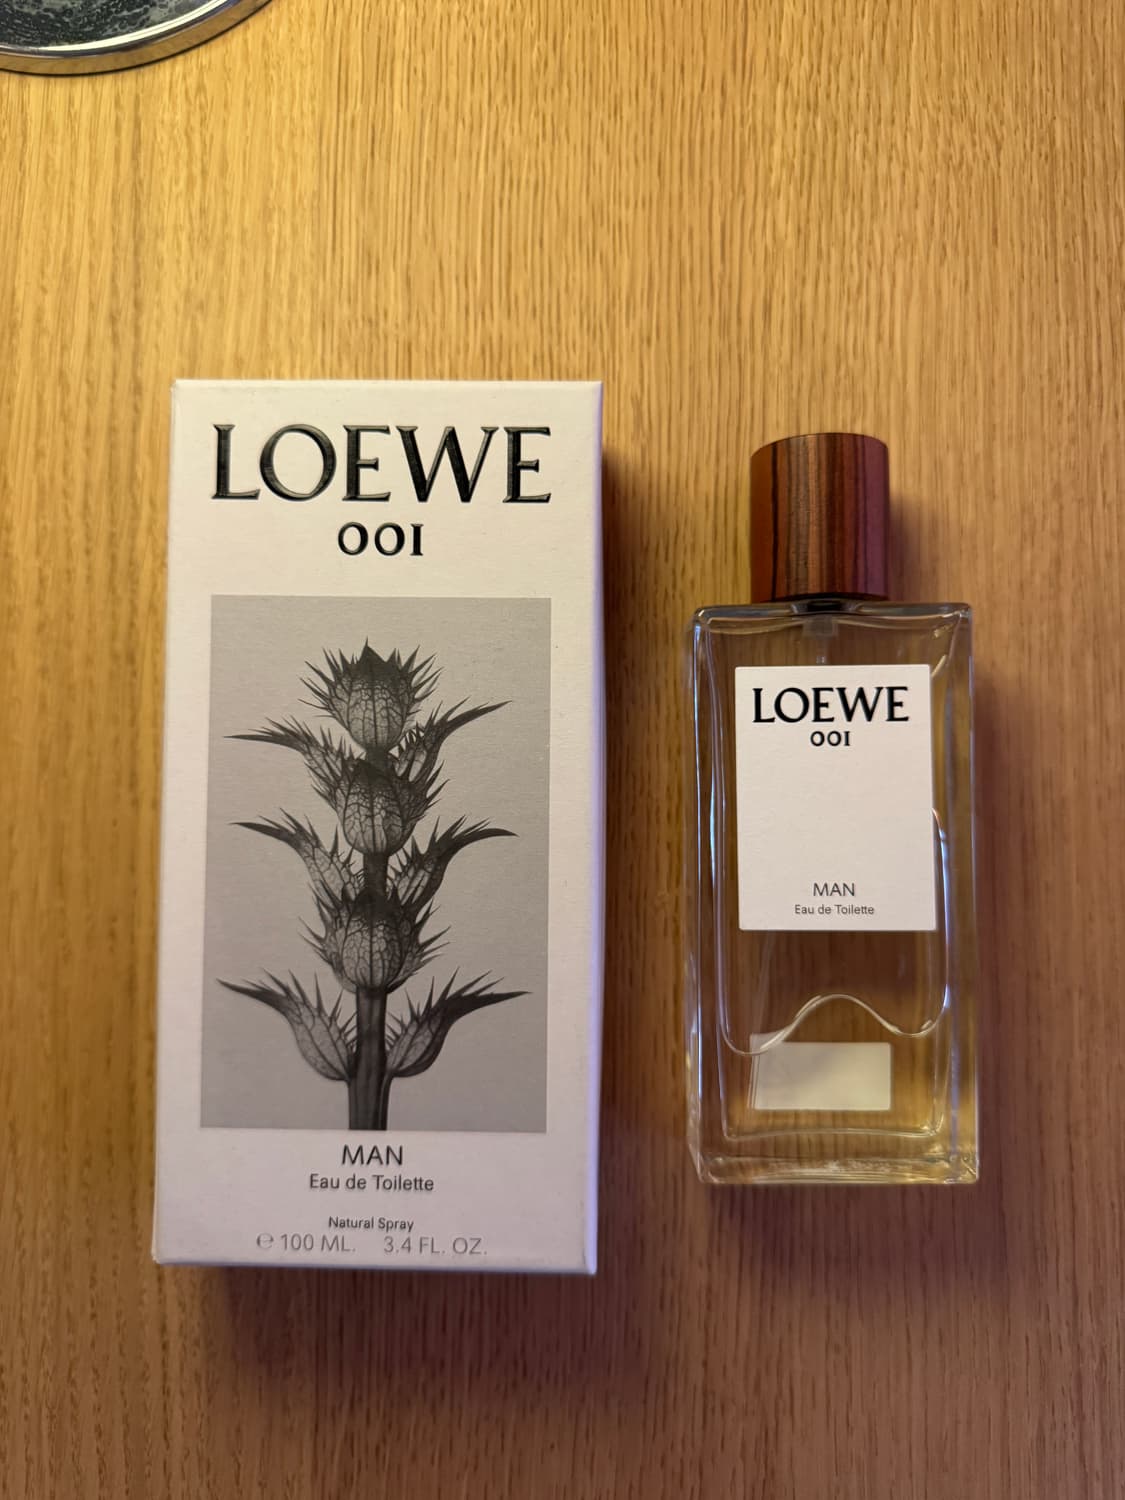 LOEWE
001
MAN
Eau de Toilette
Natural Spray
℮ 100 ML. 3.4 FL. OZ.
LOEWE
001
MAN
Eau de Toilette